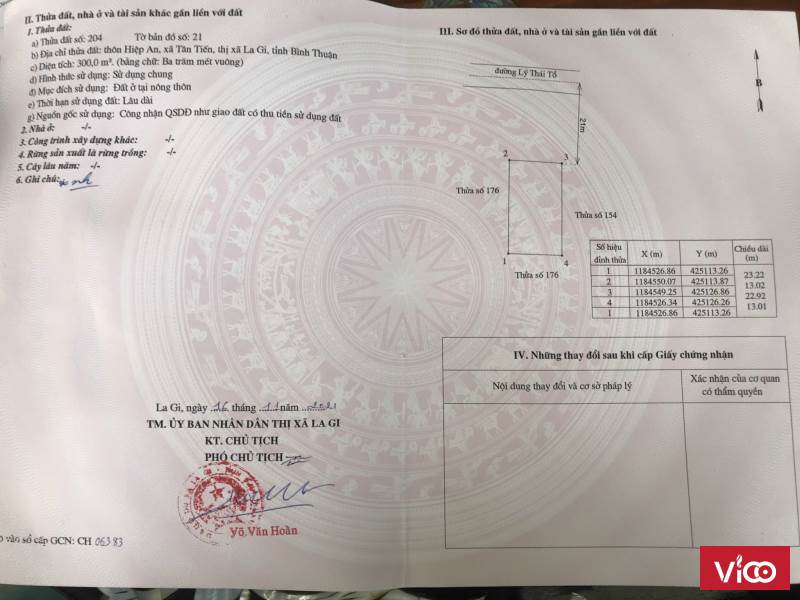 II. Thửa đất, nhà ở và tài sản khác gắn liền với đất
1. Thửa đất:
a) Thửa đất số: 204 Tờ bản đồ số: 21
b) Địa chỉ thửa đất: thôn Hiệp An, xã Tân Tiến, thị xã La Gi, tỉnh Bình Thuận
c) Diện tích: 300,0 m². (bằng chữ: Ba trăm mét vuông)
d) Hình thức sử dụng: Sử dụng chung
đ) Mục đích sử dụng: Đất ở tại nông thôn
e) Thời hạn sử dụng đất: Lâu dài
g) Nguồn gốc sử dụng: Công nhận QSDĐ như giao đất có thu tiền sử dụng đất
2. Nhà ở: -/-
3. Công trình xây dựng khác: -/-
4. Rừng sản xuất là rừng trồng: -/-
5. Cây lâu năm: -/-
6. Ghi chú:
La Gi, ngày 16 tháng 11 năm 2021
TM. ỦY BAN NHÂN DÂN THỊ XÃ LA GI
KT. CHỦ TỊCH
PHÓ CHỦ TỊCH
Võ Văn Hoàn
vào sổ cấp GCN: CH 06383
III. Sơ đồ thửa đất, nhà ở và tài sản gắn liền với đất
đường Lý Thái Tổ
B
21m
2 3
Thửa số 176
Thửa số 154
1 4
Thửa số 176
Số hiệu đỉnh thửa X (m) Y (m) Chiều dài (m)
1 1184526.86 425113.26
23.22
2 1184550.07 425113.87
13.02
3 1184549.25 425126.86
22.92
4 1184526.34 425126.26
13.01
1 1184526.86 425113.26
IV. Những thay đổi sau khi cấp Giấy chứng nhận
Nội dung thay đổi và cơ sở pháp lý
Xác nhận của cơ quan
có thẩm quyền
ViCO